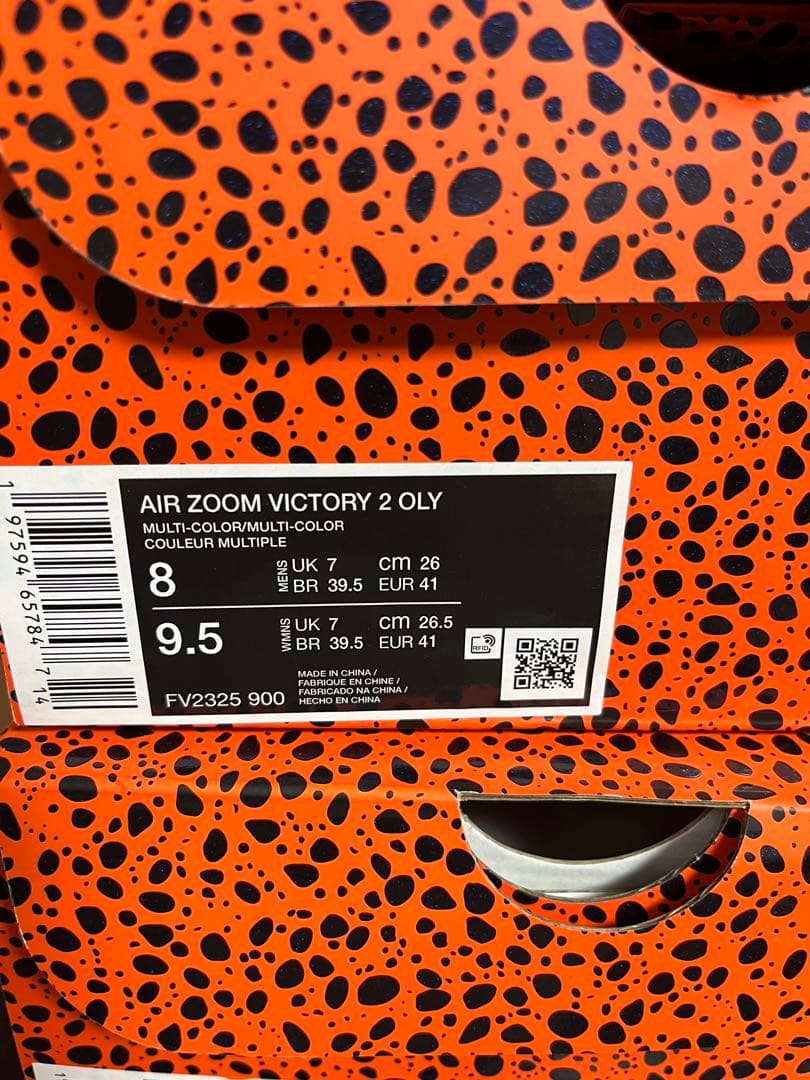 AIR ZOOM VICTORY 2 OLY
MULTI-COLOR/MULTI-COLOR
COULEUR MULTIPLE
8 MENS UK 7 cm 26
BR 39.5 EUR 41
9.5 WMNS UK 7 cm 26.5
BR 39.5 EUR 41
RFID
FV2325 900
MADE IN CHINA /
FABRIQUE EN CHINE /
FABRICADO NA CHINA /
HECHO EN CHINA
1 97594 65784 7 14